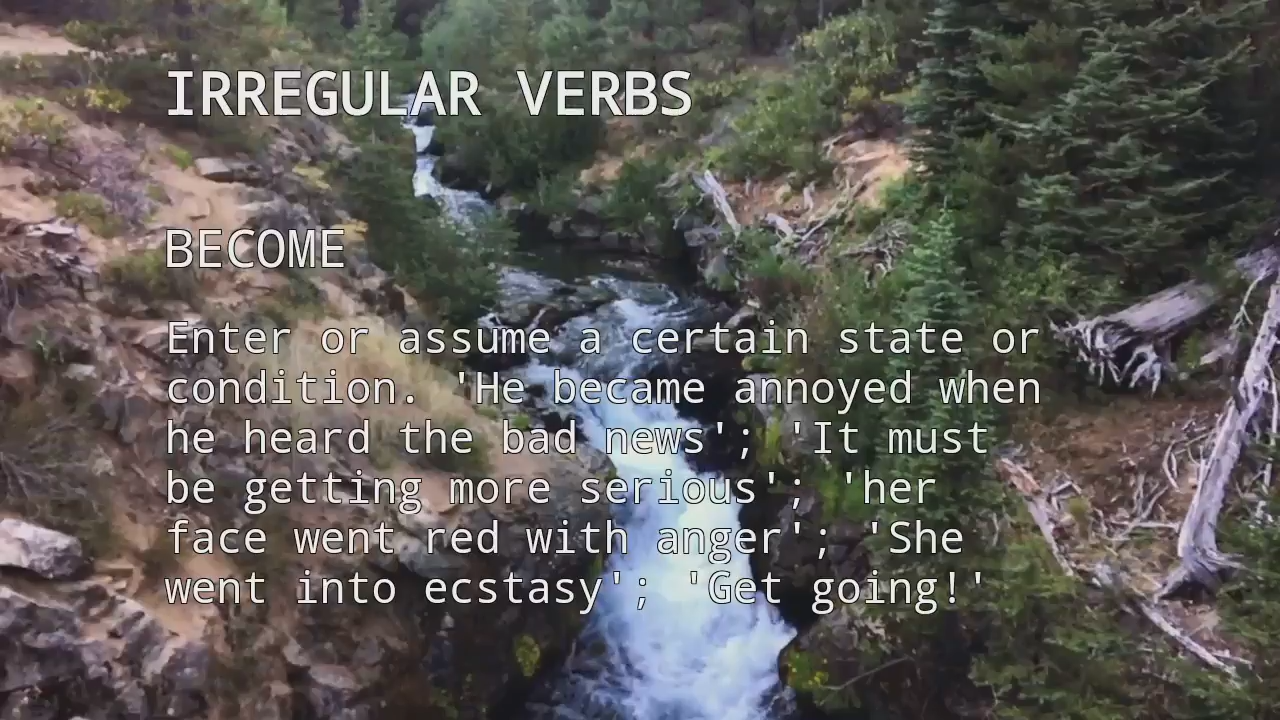 IRREGULAR VERBS
BECOME
Enter or assume a certain state or
condition. 'He became annoyed when
he heard the bad news'; 'It must
be getting more serious'; 'her
face went red with anger'; 'She
went into ecstasy'; 'Get going!'